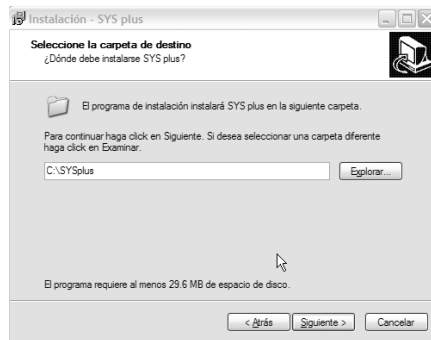 Instalación - SYS plus
Seleccione la carpeta de destino
¿Dónde debe instalarse SYS plus?
El programa de instalación instalará SYS plus en la siguiente carpeta.
Para continuar haga click en Siguiente. Si desea seleccionar una carpeta diferente
haga click en Examinar.
C:\SYSplus
Explorar...
El programa requiere al menos 29.6 MB de espacio de disco.
< Atrás
Siguiente >
Cancelar